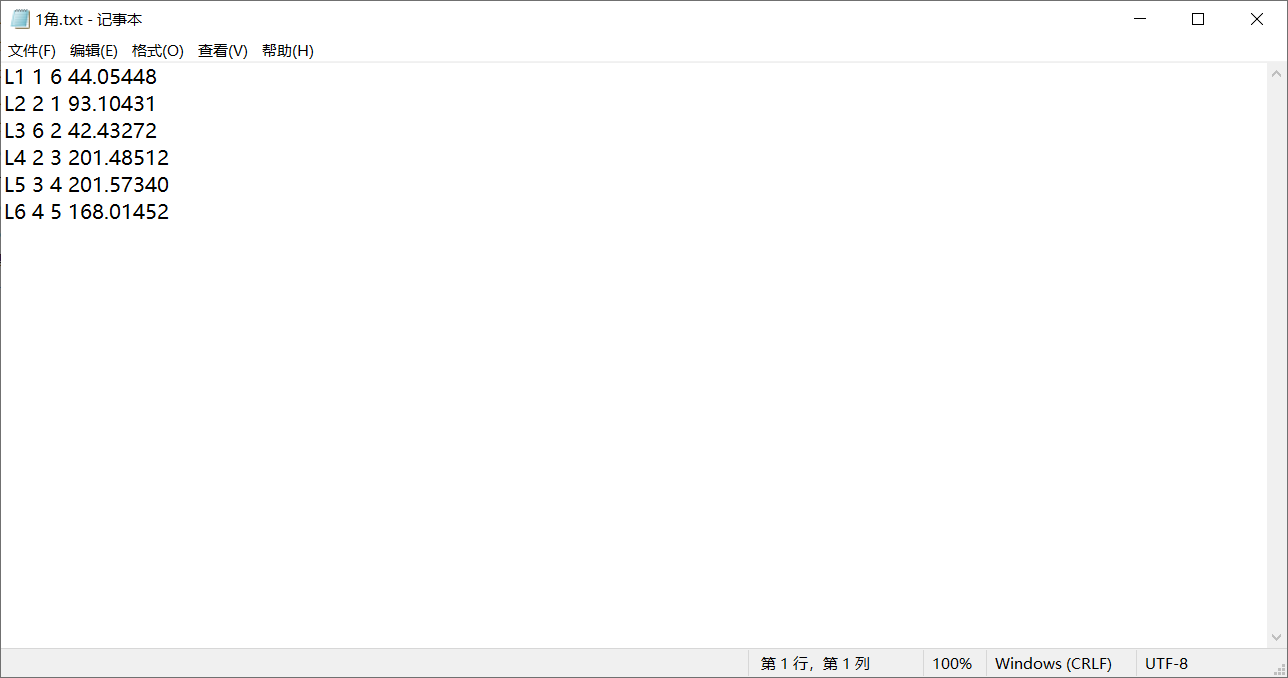 1角.txt - 记事本
文件(F) 编辑(E) 格式(O) 查看(V) 帮助(H)
L1 1 6 44.05448
L2 2 1 93.10431
L3 6 2 42.43272
L4 2 3 201.48512
L5 3 4 201.57340
L6 4 5 168.01452
第 1 行，第 1 列 100% Windows (CRLF) UTF-8